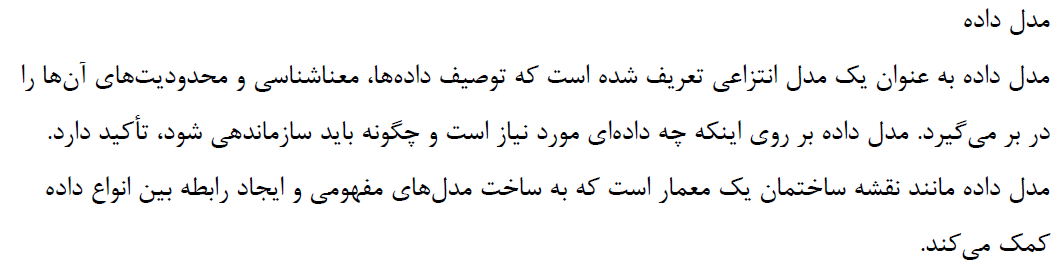 مدل داده
مدل داده به عنوان یک مدل انتزاعی تعریف شده است که توصیف داده‌ها، معناشناسی و محدودیت‌های آن‌ها را
در بر می‌گیرد. مدل داده بر روی اینکه چه داده‌ای مورد نیاز است و چگونه باید سازماندهی شود، تأکید دارد.
مدل داده مانند نقشه ساختمان یک معمار است که به ساخت مدل‌های مفهومی و ایجاد رابطه بین انواع داده
کمک می‌کند.